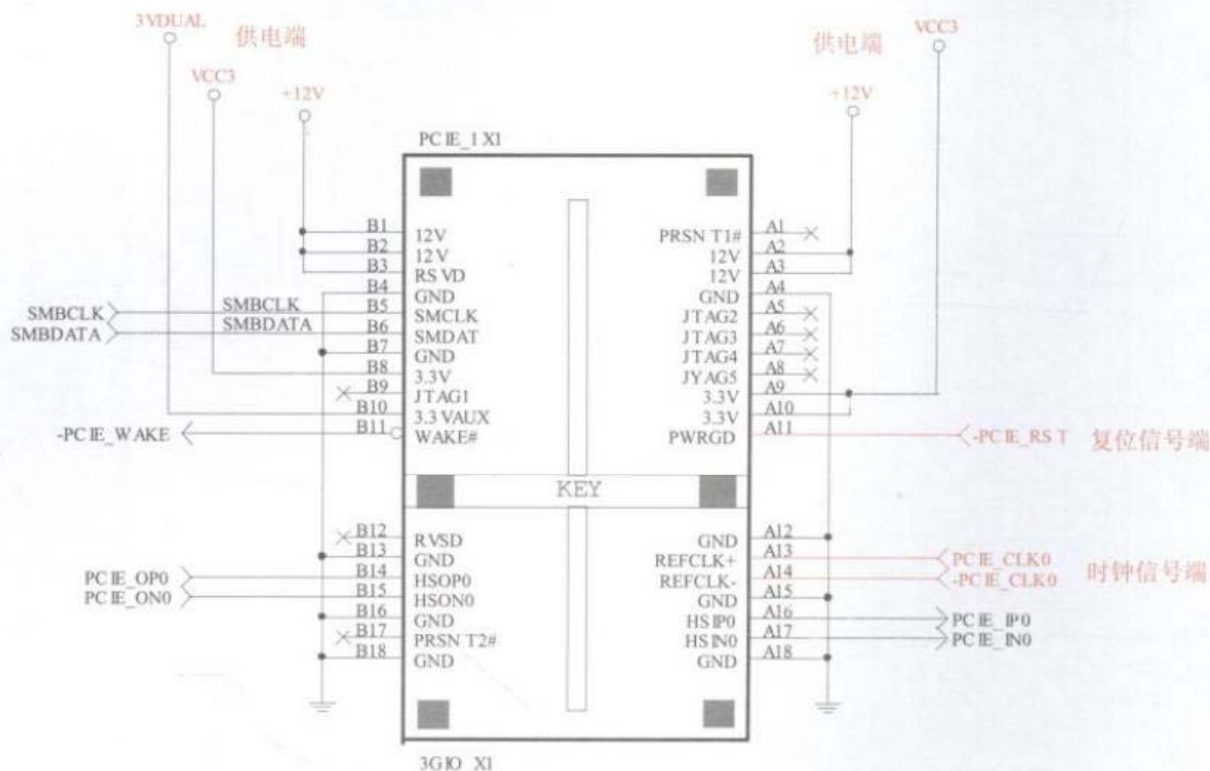 3VDUAL
供电端
VCC3
+12V
供电端
VCC3
+12V
PCIE_1 X1
B1 12V
B2 12V
B3 RSVD
B4 GND
SMBCLK SMBCLK B5 SMCLK
SMBDATA SMBDATA B6 SMDAT
B7 GND
B8 3.3V
B9 JTAG1
B10 3.3VAUX
-PCIE_WAKE B11 WAKE#
PRSNT1# A1
12V A2
12V A3
GND A4
JTAG2 A5
JTAG3 A6
JTAG4 A7
JYAG5 A8
3.3V A9
3.3V A10
PWRGD A11 -PCIE_RST 复位信号端
KEY
B12 RVSD
B13 GND
PCIE_OP0 B14 HSOP0
PCIE_ON0 B15 HSON0
B16 GND
B17 PRSNT2#
B18 GND
GND A12
REFCLK+ A13 PCIE_CLK0
REFCLK- A14 -PCIE_CLK0 时钟信号端
GND A15
HSIP0 A16 PCIE_IP0
HSIN0 A17 PCIE_IN0
GND A18
3GIO_X1